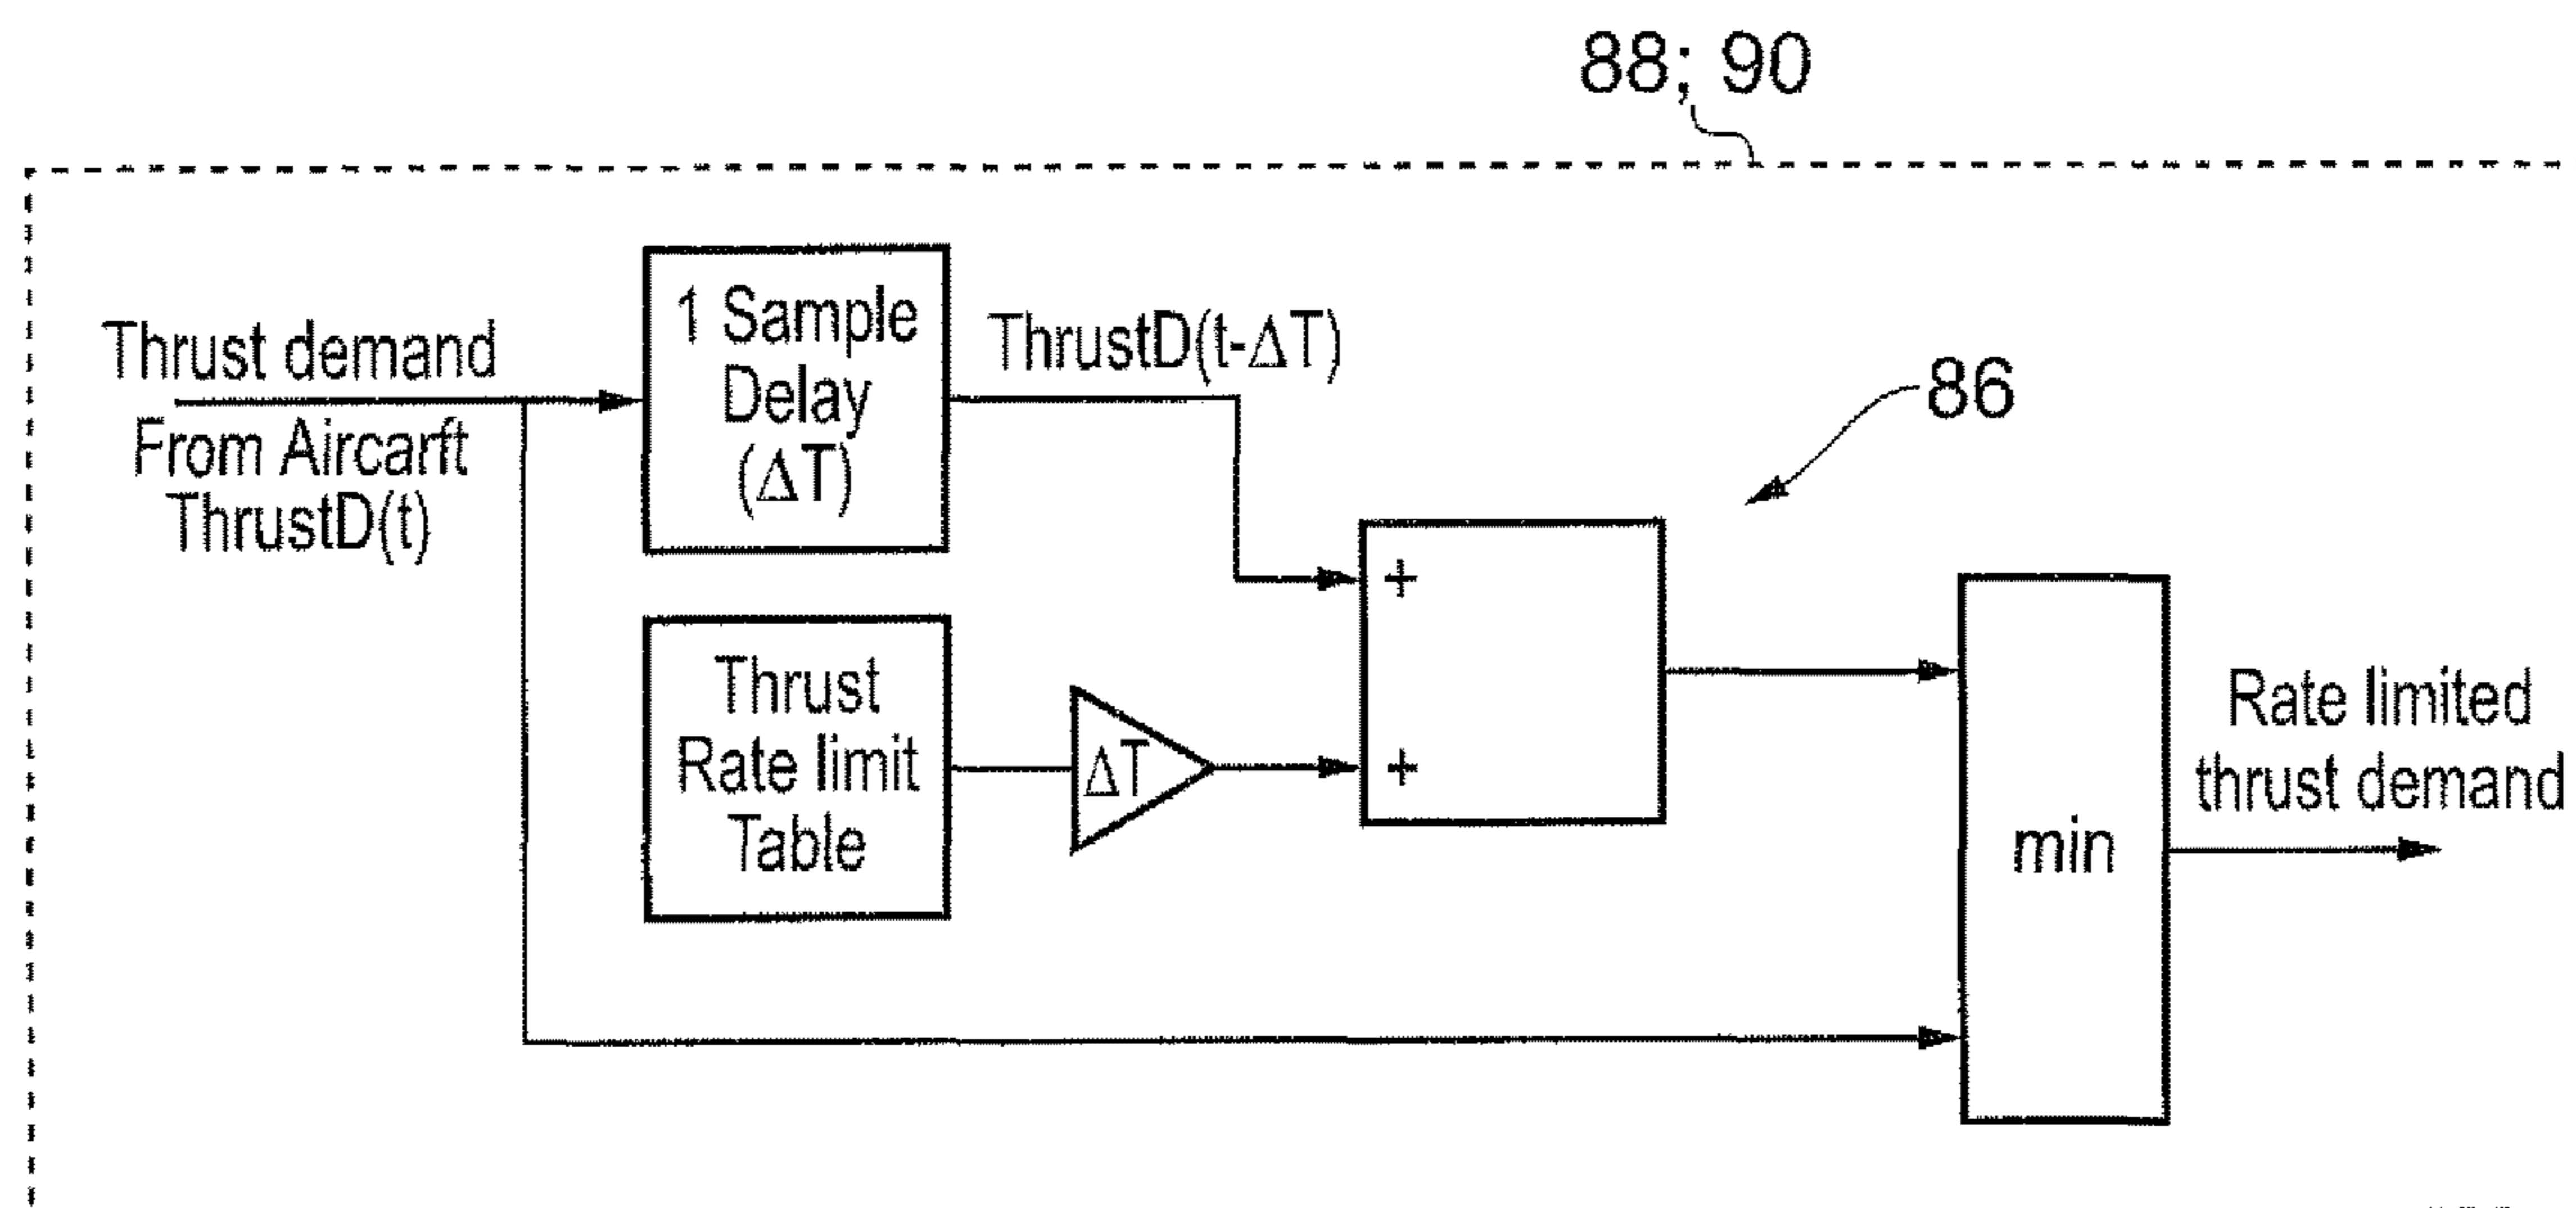 88; 90
1 Sample
Delay
(ΔT)
Thrust demand
From Aircarft
ThrustD(t)
ThrustD(t-ΔT)
86
+
+
Thrust
Rate limit
Table
ΔT
min
Rate limited
thrust demand